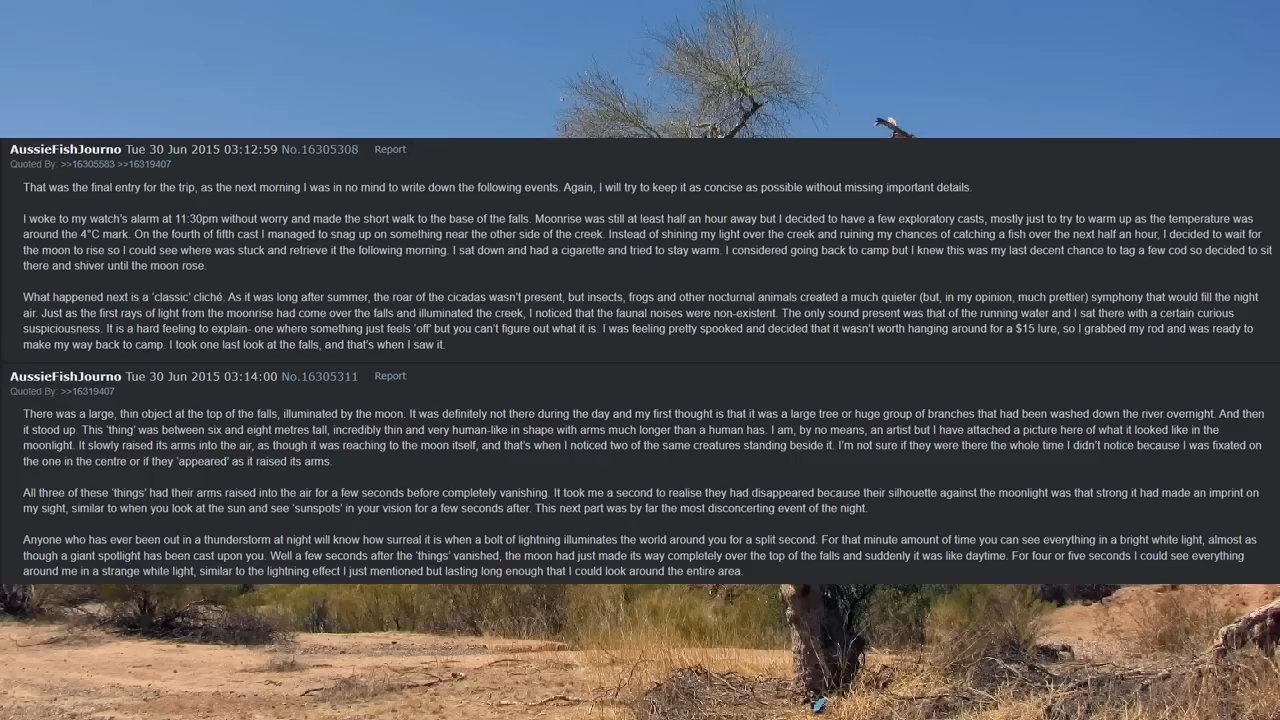 AussieFishJourno Tue 30 Jun 2015 03:12:59 No.16305308 Report
Quoted By: >>16305583 >>16319407
That was the final entry for the trip, as the next morning I was in no mind to write down the following events. Again, I will try to keep it as concise as possible without missing important details.
I woke to my watch's alarm at 11:30pm without worry and made the short walk to the base of the falls. Moonrise was still at least half an hour away but I decided to have a few exploratory casts, mostly just to try to warm up as the temperature was
around the 4°C mark. On the fourth of fifth cast I managed to snag up on something near the other side of the creek. Instead of shining my light over the creek and ruining my chances of catching a fish over the next half an hour, I decided to wait for
the moon to rise so I could see where was stuck and retrieve it the following morning. I sat down and had a cigarette and tried to stay warm. I considered going back to camp but I knew this was my last decent chance to tag a few cod so decided to sit
there and shiver until the moon rose.
What happened next is a 'classic' cliché. As it was long after summer, the roar of the cicadas wasn't present, but insects, frogs and other nocturnal animals created a much quieter (but, in my opinion, much prettier) symphony that would fill the night
air. Just as the first rays of light from the moonrise had come over the falls and illuminated the creek, I noticed that the faunal noises were non-existent. The only sound present was that of the running water and I sat there with a certain curious
suspiciousness. It is a hard feeling to explain- one where something just feels 'off' but you can't figure out what it is. I was feeling pretty spooked and decided that it wasn't worth hanging around for a $15 lure, so I grabbed my rod and was ready to
make my way back to camp. I took one last look at the falls, and that's when I saw it.
AussieFishJourno Tue 30 Jun 2015 03:14:00 No.16305311 Report
Quoted By: >>16319407
There was a large, thin object at the top of the falls, illuminated by the moon. It was definitely not there during the day and my first thought is that it was a large tree or huge group of branches that had been washed down the river overnight. And then
it stood up. This 'thing' was between six and eight metres tall, incredibly thin and very human-like in shape with arms much longer than a human has. I am, by no means, an artist but I have attached a picture here of what it looked like in the
moonlight. It slowly raised its arms into the air, as though it was reaching to the moon itself, and that's when I noticed two of the same creatures standing beside it. I'm not sure if they were there the whole time I didn't notice because I was fixated on
the one in the centre or if they 'appeared' as it raised its arms.
All three of these 'things' had their arms raised into the air for a few seconds before completely vanishing. It took me a second to realise they had disappeared because their silhouette against the moonlight was that strong it had made an imprint on
my sight, similar to when you look at the sun and see 'sunspots' in your vision for a few seconds after. This next part was by far the most disconcerting event of the night.
Anyone who has ever been out in a thunderstorm at night will know how surreal it is when a bolt of lightning illuminates the world around you for a split second. For that minute amount of time you can see everything in a bright white light, almost as
though a giant spotlight has been cast upon you. Well a few seconds after the 'things' vanished, the moon had just made its way completely over the top of the falls and suddenly it was like daytime. For four or five seconds I could see everything
around me in a strange white light, similar to the lightning effect I just mentioned but lasting long enough that I could look around the entire area.